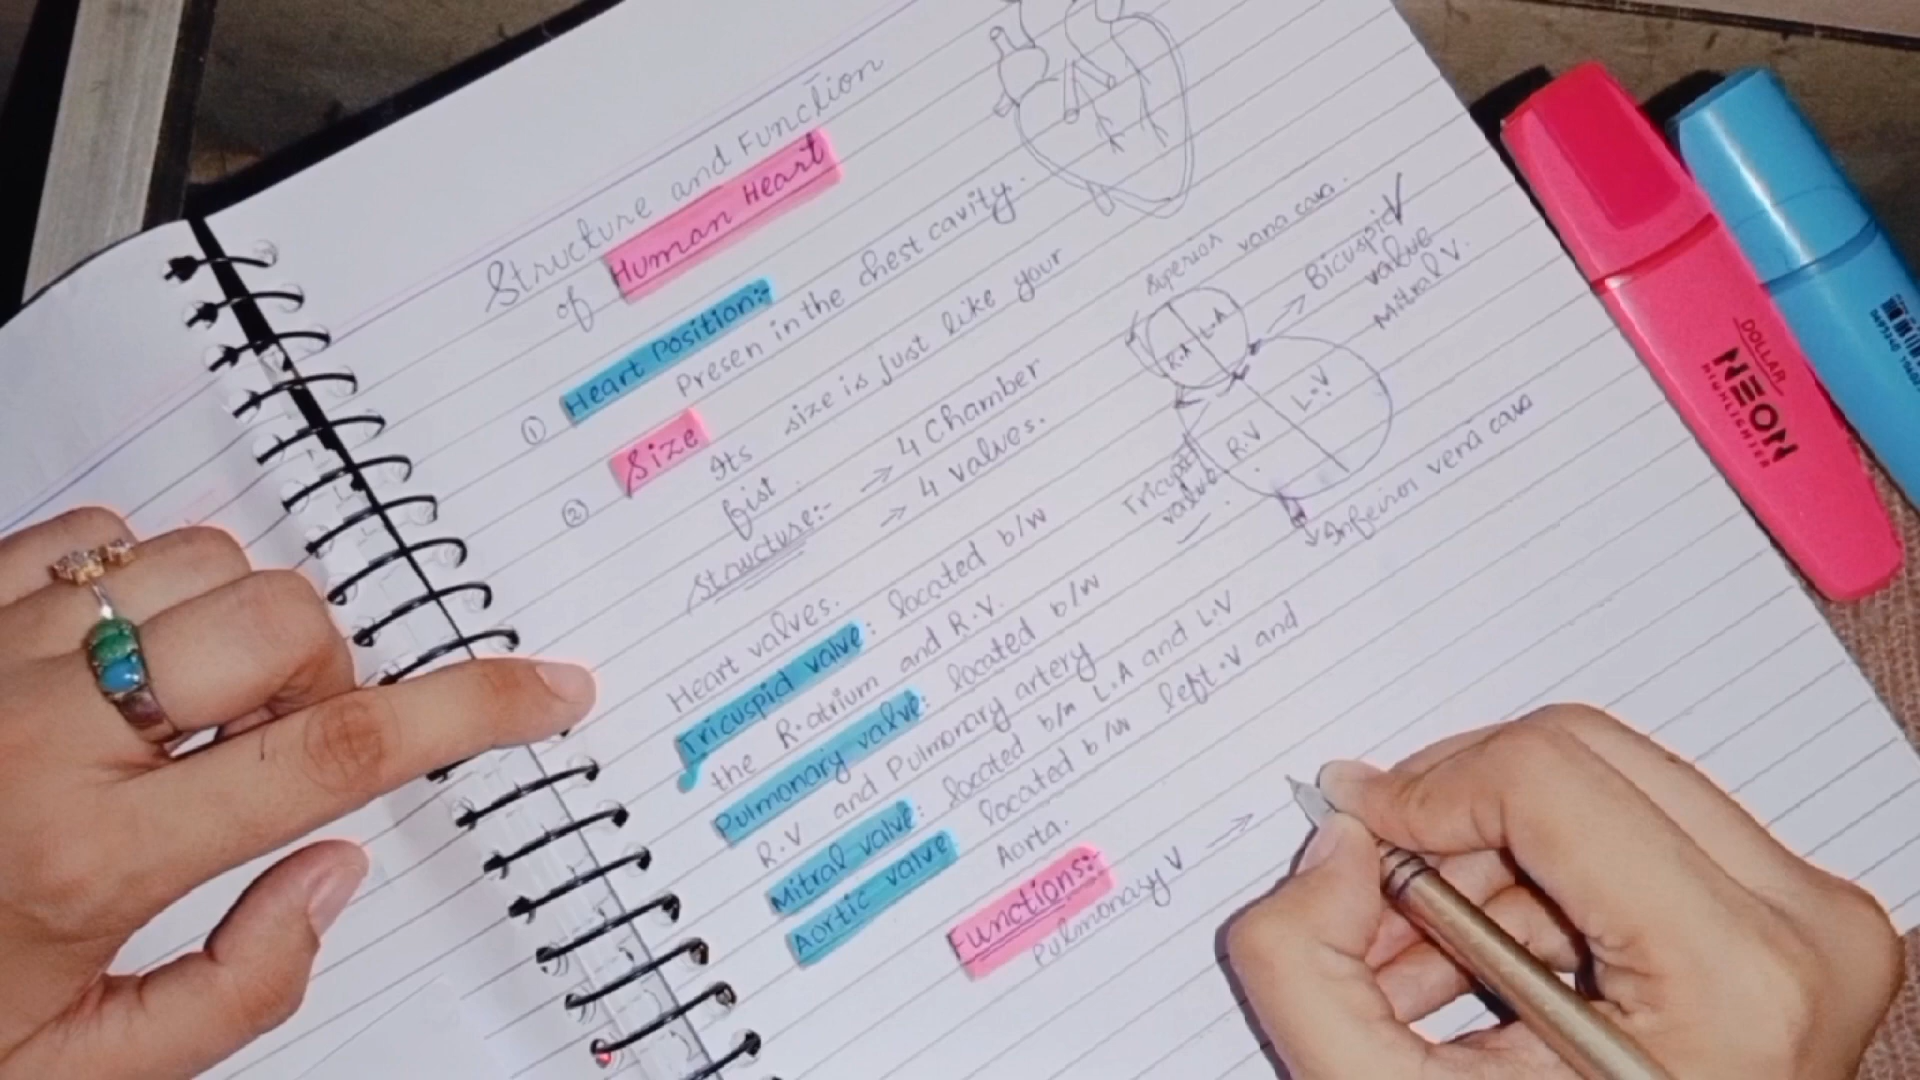 Structure and Function
of Human Heart
① Heart Position:-
Presen in the chest cavity.
② Size
Its size is just like your
fist.
Structure:- → 4 Chamber
→ 4 valves.
Heart valves.
Tricuspid valve: located b/w
the R.atrium and R.V.
Pulmonary valve: located b/w
R.V and Pulmonary artery
Mitral valve: located b/n L.A and L.V
Aortic valve located b/w left.V and
Aorta.
Functions:-
Pulmonary V →
Superior vana cava.
R.A L.A
→ Bicuspid
valve
Mitral V.
R.V L.V
Tricuspid
valve
Infeiror vena cava
DOLLAR
NEON
HIGHLIGHTER